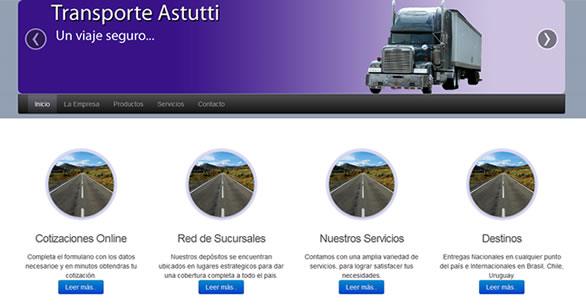 Transporte Astutti
Un viaje seguro...
Inicio La Empresa Productos Servicios Contacto
Cotizaciones Online
Completa el formulario con los datos
necesarioe y en minutos obtendras tu
cotización.
Leer más..
Red de Sucursales
Nuestros depósitos se encuentran
ubicados en lugares estrategicos para dar
una cobertura completa a todo el país.
Leer más..
Nuestros Servicios
Contamos con una amplia variedad de
servicios. para lograr satisfacer tus
necesidades.
Leer más..
Destinos
Entregas Nacionales en cualquier punto
del país e Internacionales en Brasil, Chile,
Uruguay.
Leer más..